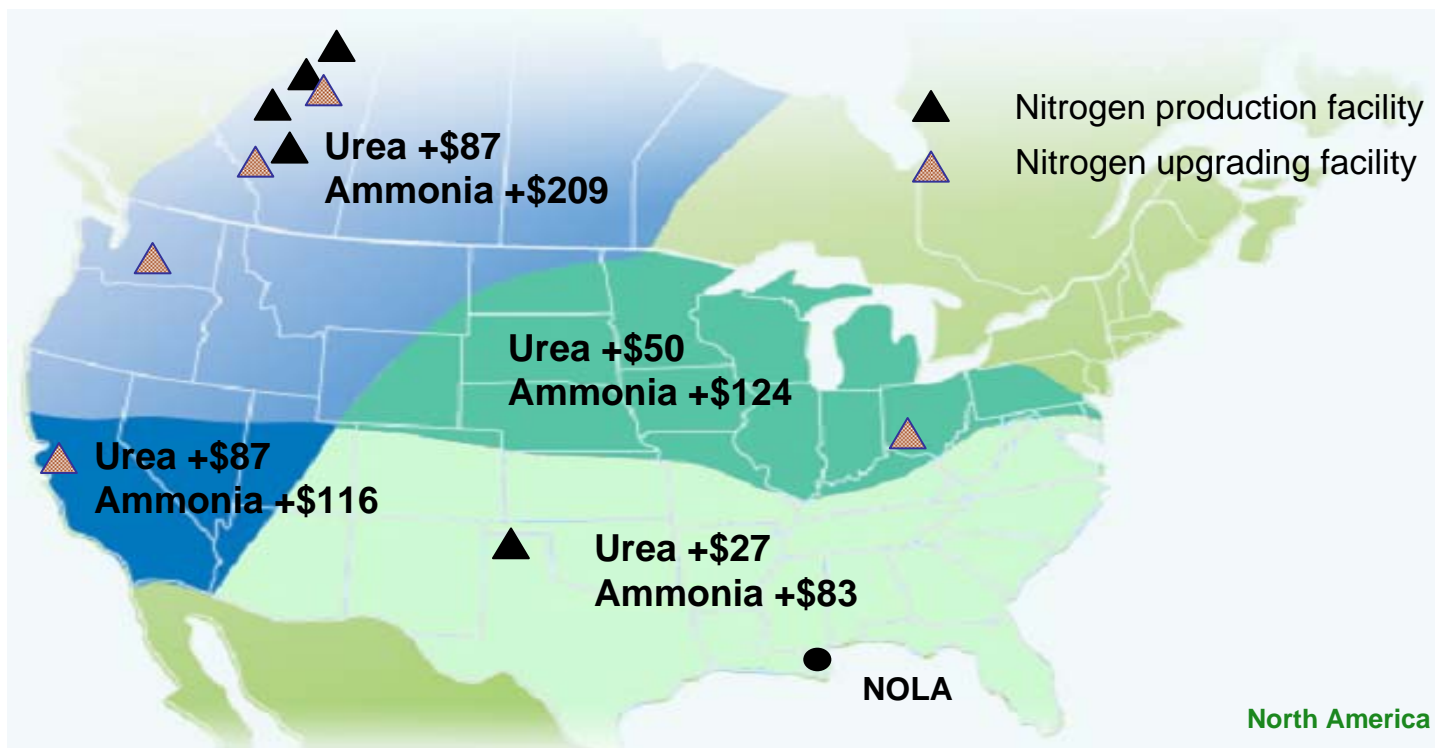 Nitrogen production facility
Nitrogen upgrading facility
Urea +$87
Ammonia +$209
Urea +$50
Ammonia +$124
Urea +$87
Ammonia +$116
Urea +$27
Ammonia +$83
NOLA
North America